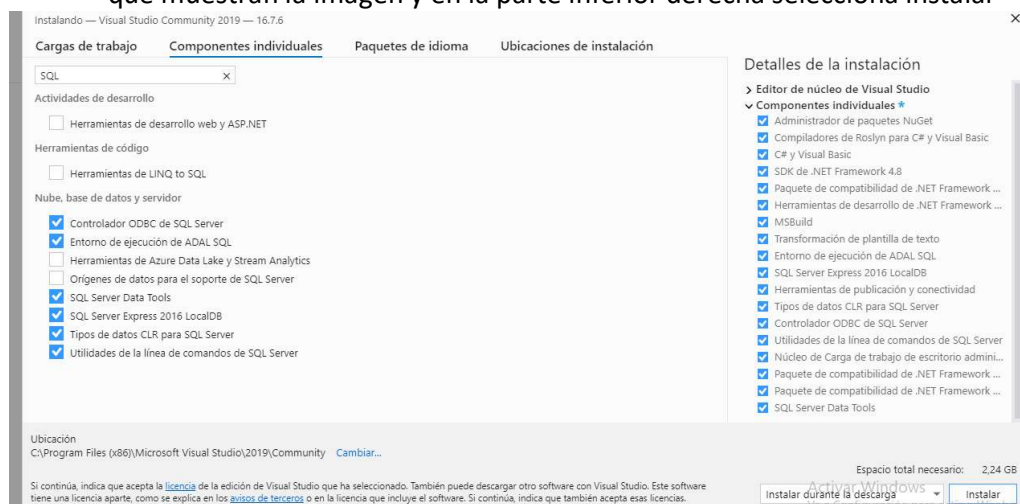 que muestran la imagen y en la parte inferior derecha selecciona instalar
Instalando — Visual Studio Community 2019 — 16.7.6
Cargas de trabajo Componentes individuales Paquetes de idioma Ubicaciones de instalación
SQL
Actividades de desarrollo
Herramientas de desarrollo web y ASP.NET
Herramientas de código
Herramientas de LINQ to SQL
Nube, base de datos y servidor
Controlador ODBC de SQL Server
Entorno de ejecución de ADAL SQL
Herramientas de Azure Data Lake y Stream Analytics
Orígenes de datos para el soporte de SQL Server
SQL Server Data Tools
SQL Server Express 2016 LocalDB
Tipos de datos CLR para SQL Server
Utilidades de la línea de comandos de SQL Server
Detalles de la instalación
Editor de núcleo de Visual Studio
Componentes individuales *
Administrador de paquetes NuGet
Compiladores de Roslyn para C# y Visual Basic
C# y Visual Basic
SDK de .NET Framework 4.8
Paquete de compatibilidad de .NET Framework ...
Herramientas de desarrollo de .NET Framework ...
MSBuild
Transformación de plantilla de texto
Entorno de ejecución de ADAL SQL
SQL Server Express 2016 LocalDB
Herramientas de publicación y conectividad
Tipos de datos CLR para SQL Server
Controlador ODBC de SQL Server
Utilidades de la línea de comandos de SQL Server
Núcleo de Carga de trabajo de escritorio admini...
Paquete de compatibilidad de .NET Framework ...
Paquete de compatibilidad de .NET Framework ...
SQL Server Data Tools
Ubicación
C:\Program Files (x86)\Microsoft Visual Studio\2019\Community Cambiar...
Si continúa, indica que acepta la licencia de la edición de Visual Studio que ha seleccionado. También puede descargar otro software con Visual Studio. Este software
tiene una licencia aparte, como se explica en los avisos de terceros o en la licencia que incluye el software. Si continúa, indica que también acepta esas licencias.
Espacio total necesario: 2,24 GB
Activar Windows
Instalar durante la descarga Instalar